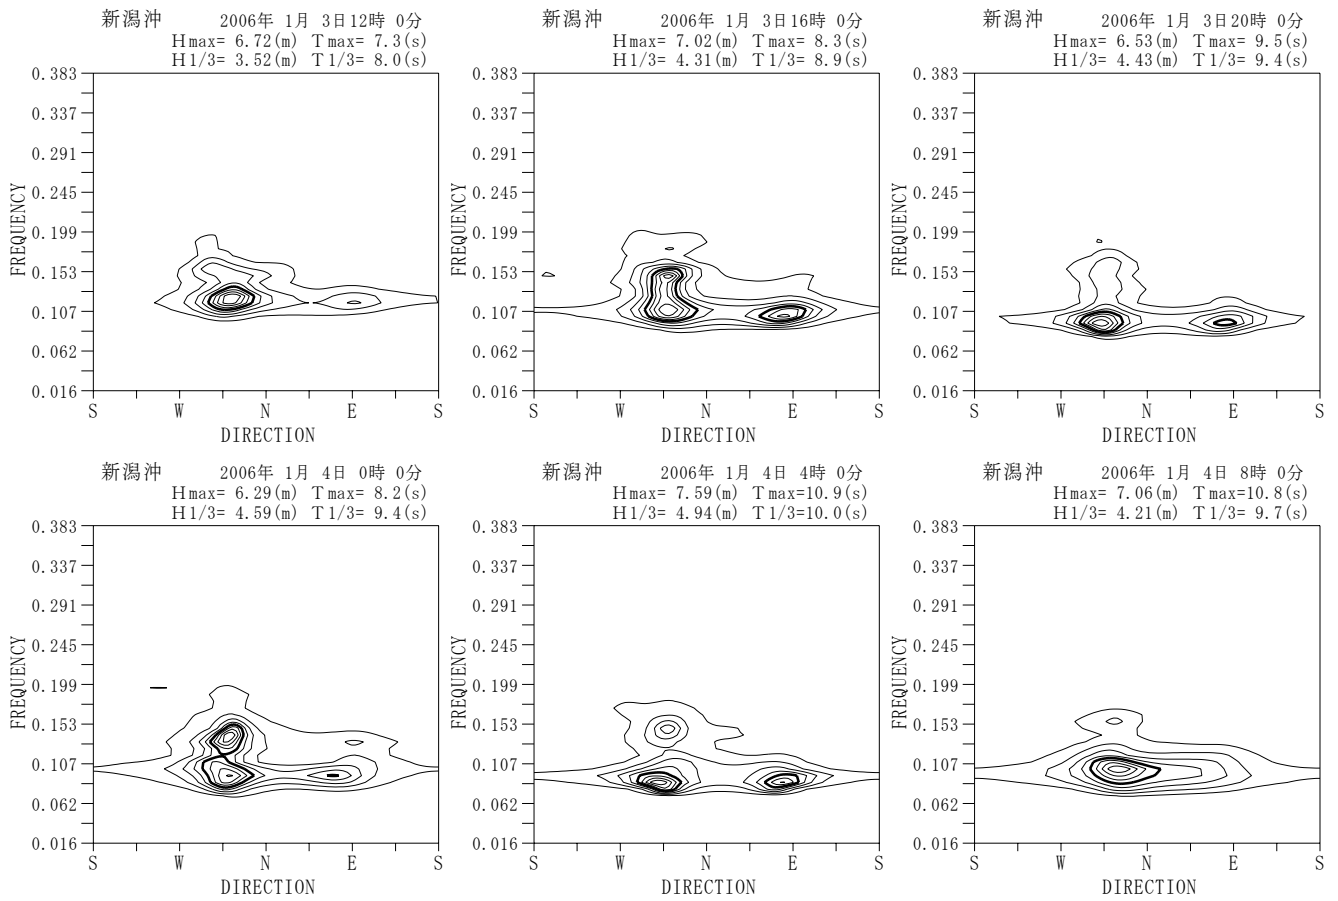 新潟沖 2006年 1月 3日12時 0分
Hmax= 6.72(m) Tmax= 7.3(s)
H1/3= 3.52(m) T1/3= 8.0(s)
0.383
0.337
0.291
0.245
0.199
0.153
0.107
0.062
0.016
FREQUENCY
S W N E S
DIRECTION
新潟沖 2006年 1月 3日16時 0分
Hmax= 7.02(m) Tmax= 8.3(s)
H1/3= 4.31(m) T1/3= 8.9(s)
0.383
0.337
0.291
0.245
0.199
0.153
0.107
0.062
0.016
FREQUENCY
S W N E S
DIRECTION
新潟沖 2006年 1月 3日20時 0分
Hmax= 6.53(m) Tmax= 9.5(s)
H1/3= 4.43(m) T1/3= 9.4(s)
0.383
0.337
0.291
0.245
0.199
0.153
0.107
0.062
0.016
FREQUENCY
S W N E S
DIRECTION
新潟沖 2006年 1月 4日 0時 0分
Hmax= 6.29(m) Tmax= 8.2(s)
H1/3= 4.59(m) T1/3= 9.4(s)
0.383
0.337
0.291
0.245
0.199
0.153
0.107
0.062
0.016
FREQUENCY
S W N E S
DIRECTION
新潟沖 2006年 1月 4日 4時 0分
Hmax= 7.59(m) Tmax=10.9(s)
H1/3= 4.94(m) T1/3=10.0(s)
0.383
0.337
0.291
0.245
0.199
0.153
0.107
0.062
0.016
FREQUENCY
S W N E S
DIRECTION
新潟沖 2006年 1月 4日 8時 0分
Hmax= 7.06(m) Tmax=10.8(s)
H1/3= 4.21(m) T1/3= 9.7(s)
0.383
0.337
0.291
0.245
0.199
0.153
0.107
0.062
0.016
FREQUENCY
S W N E S
DIRECTION